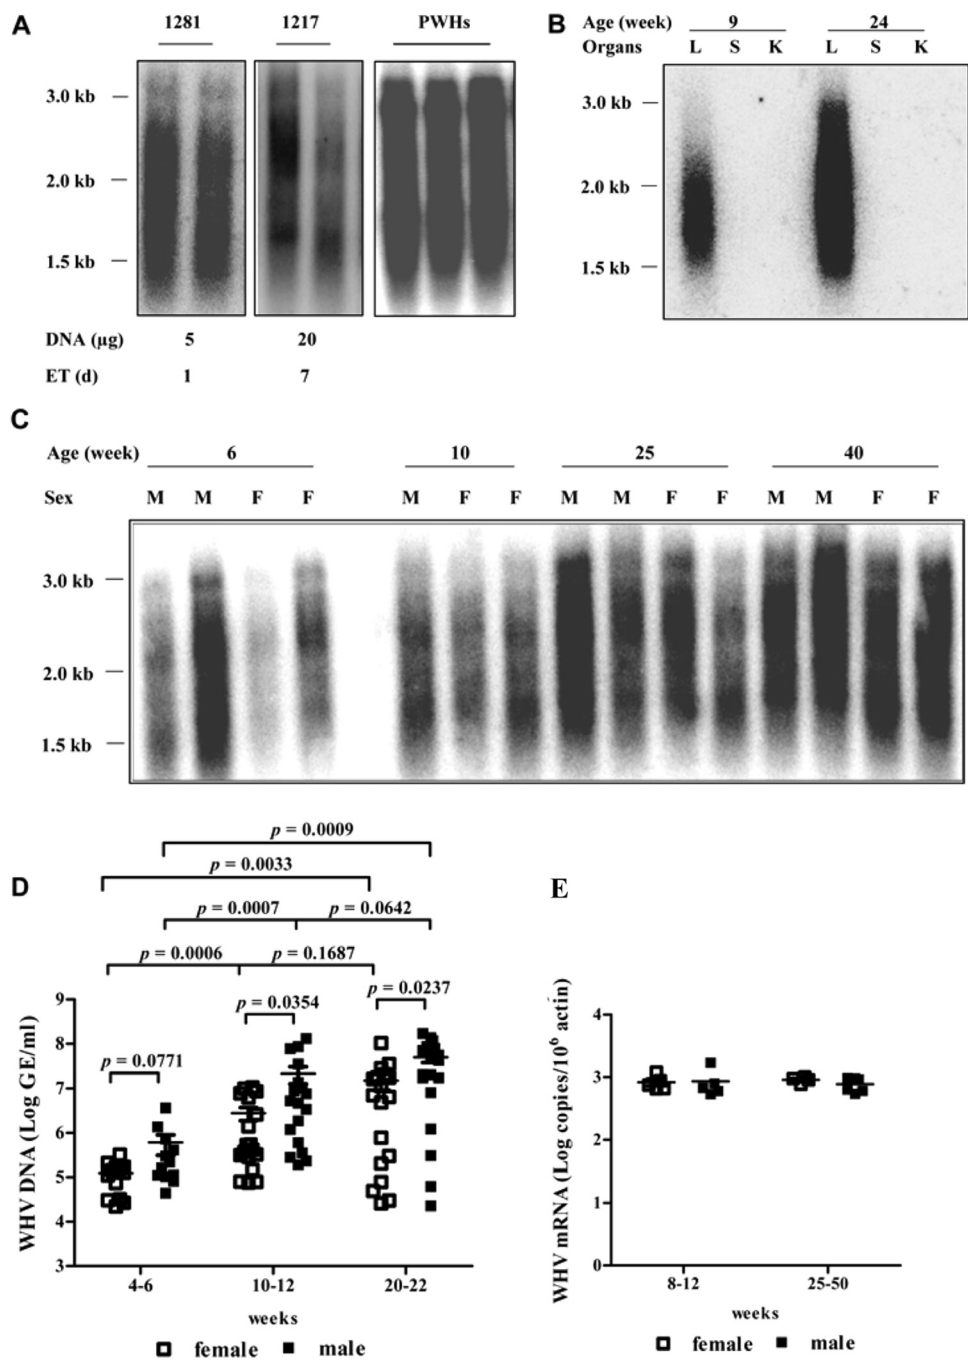 A
1281 1217 PWHs
3.0 kb
2.0 kb
1.5 kb
DNA (µg) 5 20
ET (d) 1 7
B
Age (week) 9 24
Organs L S K L S K
3.0 kb
2.0 kb
1.5 kb
C
Age (week) 6 10 25 40
Sex M M F F M F F M M F F M M F F
3.0 kb
2.0 kb
1.5 kb
D
p = 0.0009
p = 0.0033
p = 0.0007 p = 0.0642
p = 0.0006 p = 0.1687
p = 0.0354 p = 0.0237
p = 0.0771
WHV DNA (Log GE/ml)
9
8
7
6
5
4
3
4-6 10-12 20-22
weeks
female male
E
WHV mRNA (Log copies/10⁶ actin)
4
3
2
1
0
8-12 25-50
weeks
female male